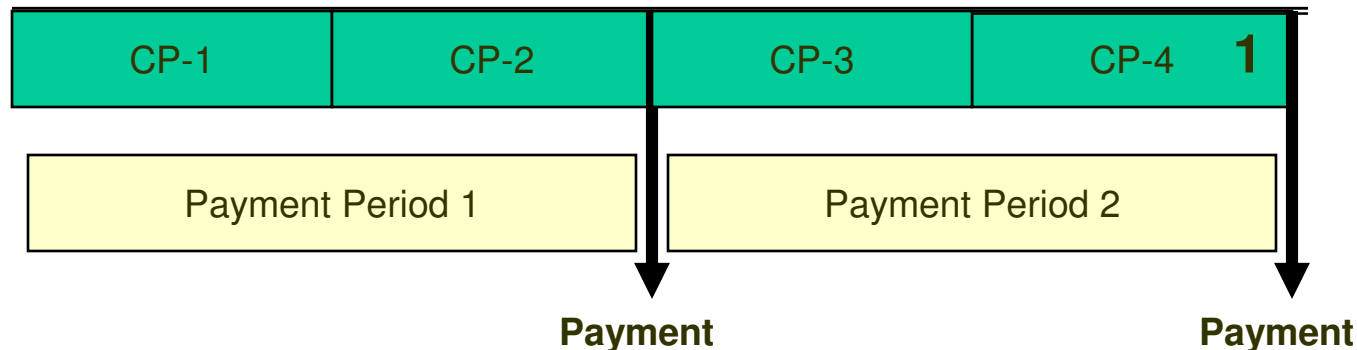 CP-1 CP-2 CP-3 CP-4 1
Payment Period 1 Payment Period 2
Payment Payment